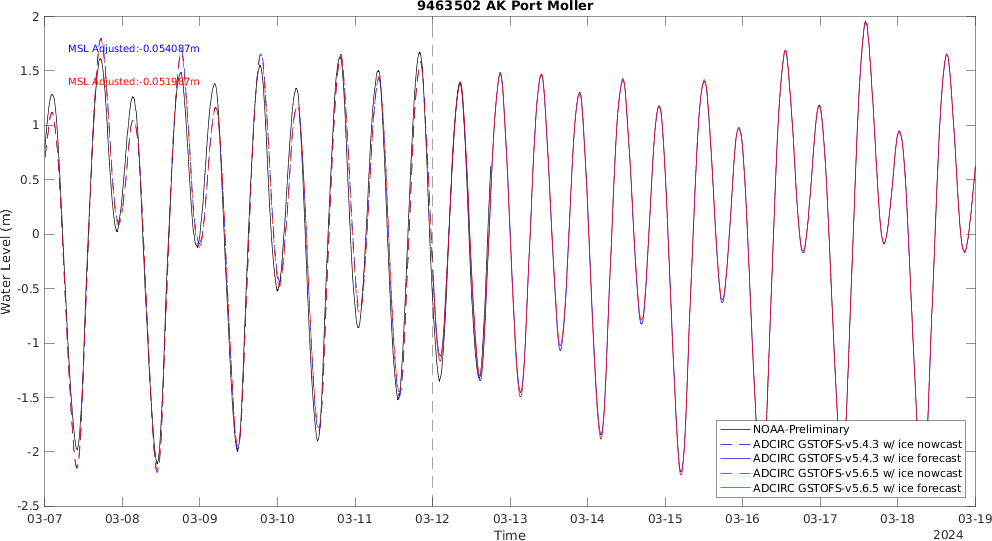 9463502 AK Port Moller
MSL Adjusted:-0.054087m
MSL Adjusted:-0.051987m
Water Level (m)
2
1.5
1
0.5
0
-0.5
-1
-1.5
-2
-2.5
NOAA-Preliminary
ADCIRC GSTOFS-v5.4.3 w/ ice nowcast
ADCIRC GSTOFS-v5.4.3 w/ ice forecast
ADCIRC GSTOFS-v5.6.5 w/ ice nowcast
ADCIRC GSTOFS-v5.6.5 w/ ice forecast
03-07 03-08 03-09 03-10 03-11 03-12 03-13 03-14 03-15 03-16 03-17 03-18 03-19
Time
2024